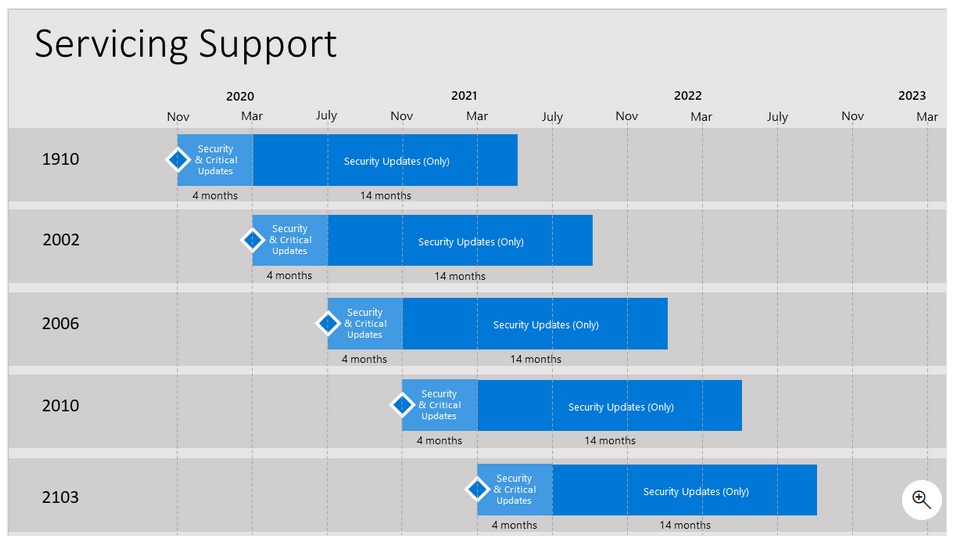 Servicing Support
2020 2021 2022 2023
Nov Mar July Nov Mar July Nov Mar July Nov Mar
1910
Security
& Critical
Updates
Security Updates (Only)
4 months 14 months
2002
Security
& Critical
Updates
Security Updates (Only)
4 months 14 months
2006
Security
& Critical
Updates
Security Updates (Only)
4 months 14 months
2010
Security
& Critical
Updates
Security Updates (Only)
4 months 14 months
2103
Security
& Critical
Updates
Security Updates (Only)
4 months 14 months